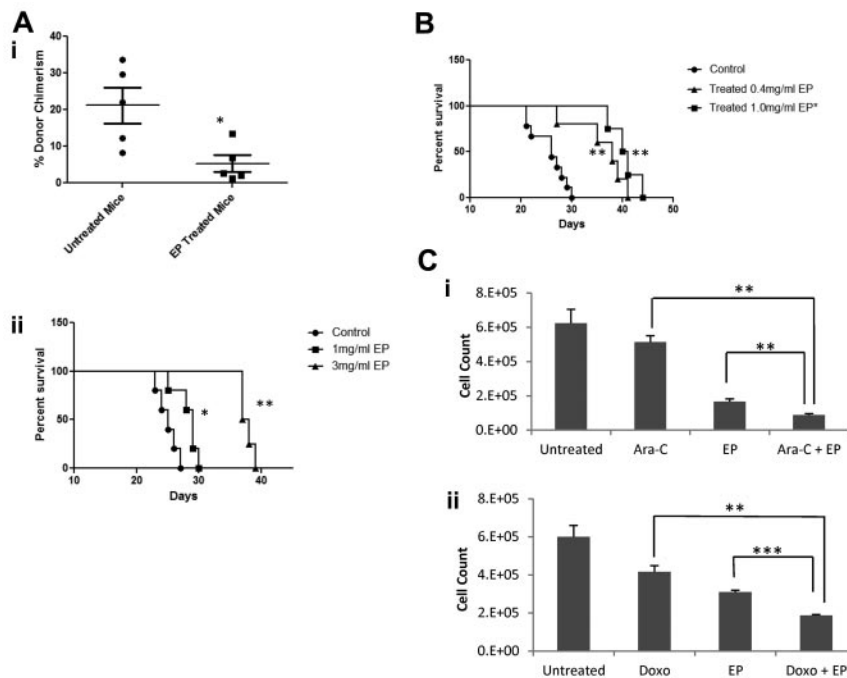 A
i
% Donor Chimerism
40
30
20
10
0
*
Untreated Mice
EP Treated Mice
ii
Percent survival
150
100
50
0
10
20
30
40
Days
Control
1mg/ml EP
3mg/ml EP
*
**
B
Percent survival
150
100
50
0
10
20
30
40
50
Days
Control
Treated 0.4mg/ml EP
Treated 1.0mg/ml EP*
**
**
C
i
Cell Count
8.E+05
6.E+05
4.E+05
2.E+05
0.E+00
**
**
Untreated
Ara-C
EP
Ara-C + EP
ii
Cell Count
8.E+05
6.E+05
4.E+05
2.E+05
0.E+00
**
***
Untreated
Doxo
EP
Doxo + EP